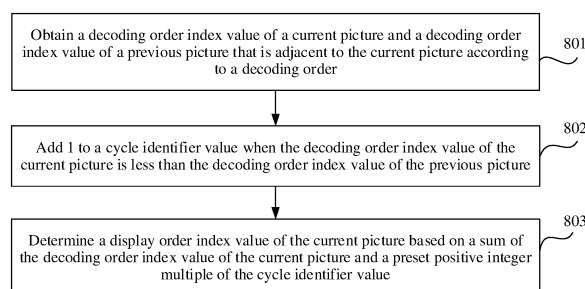 Obtain a decoding order index value of a current picture and a decoding order
index value of a previous picture that is adjacent to the current picture according
to a decoding order
801
Add 1 to a cycle identifier value when the decoding order index value of the
current picture is less than the decoding order index value of the previous picture
802
Determine a display order index value of the current picture based on a sum of
the decoding order index value of the current picture and a preset positive integer
multiple of the cycle identifier value
803